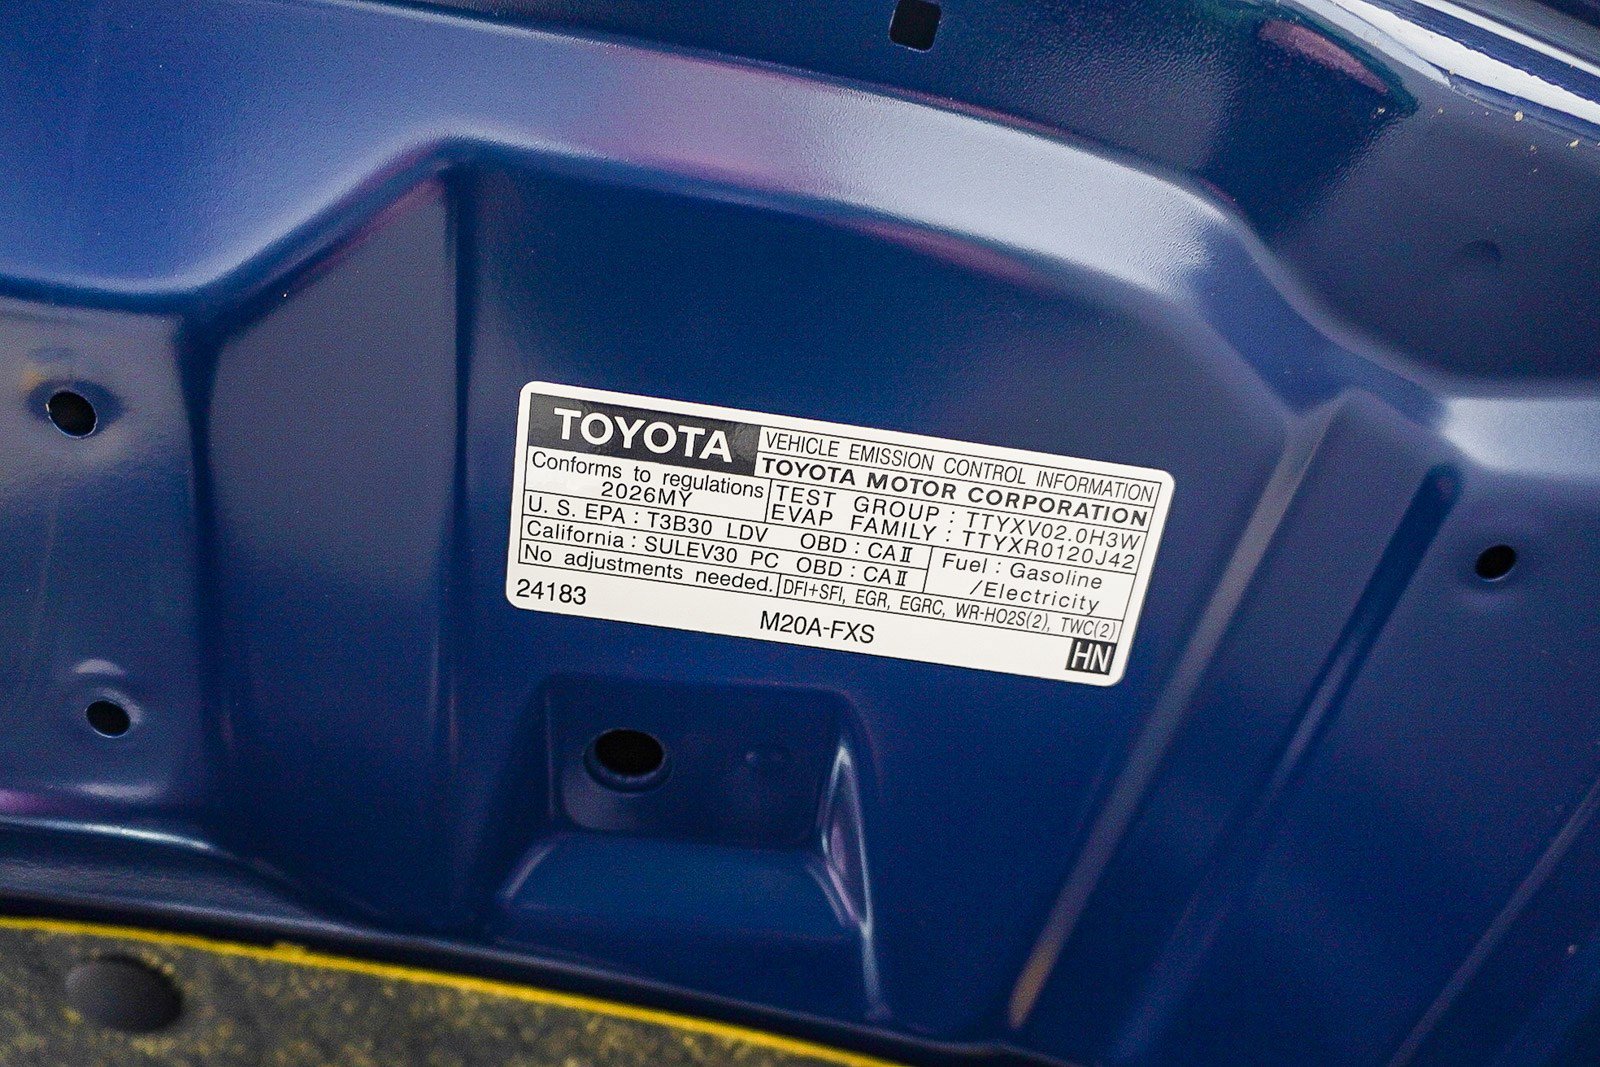 TOYOTA
VEHICLE EMISSION CONTROL INFORMATION
TOYOTA MOTOR CORPORATION
Conforms to regulations
2026MY
TEST GROUP : TTYXV02.0H3W
EVAP FAMILY : TTYXR0120J42
U. S. EPA : T3B30 LDV OBD : CAⅡ
California : SULEV30 PC OBD : CAⅡ
Fuel : Gasoline
/Electricity
No adjustments needed.
DFI+SFI, EGR, EGRC, WR-HO2S(2), TWC(2)
24183
M20A-FXS
HN